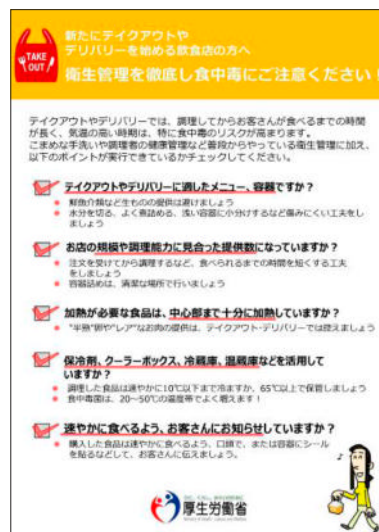 TAKE
OUT
新たにテイクアウトや
デリバリーを始める飲食店の方へ
衛生管理を徹底し食中毒にご注意ください!
テイクアウトやデリバリーでは、調理してからお客さんが食べるまでの時間
が長く、気温の高い時期は、特に食中毒のリスクが高まります。
こまめな手洗いや調理者の健康管理など普段からやっている衛生管理に加え、
以下のポイントが実行できているかチェックしてください。
テイクアウトやデリバリーに適したメニュー、容器ですか?
鮮魚介類など生ものの提供は避けましょう
水分を切る、よく煮詰める、浅い容器に小分けするなど傷みにくい工夫をし
ましょう
お店の規模や調理能力に見合った提供数になっていますか?
注文を受けてから調理するなど、食べられるまでの時間を短くする工夫
をしましょう
容器詰めは、清潔な場所で行いましょう
加熱が必要な食品は、中心部まで十分に加熱していますか?
"半熟"卵や"レア"なお肉の提供は、テイクアウト・デリバリーでは控えましょう
保冷剤、クーラーボックス、冷蔵庫、温蔵庫などを活用して
いますか?
調理した食品は速やかに10℃以下まで冷ますか、65℃以上で保管しましょう
食中毒菌は、20~50℃の温度帯でよく増えます!
速やかに食べるよう、お客さんにお知らせしていますか?
購入した食品は速やかに食べるよう、口頭で、または容器にシール
を貼るなどして、お客さんに伝えましょう。
厚生労働省